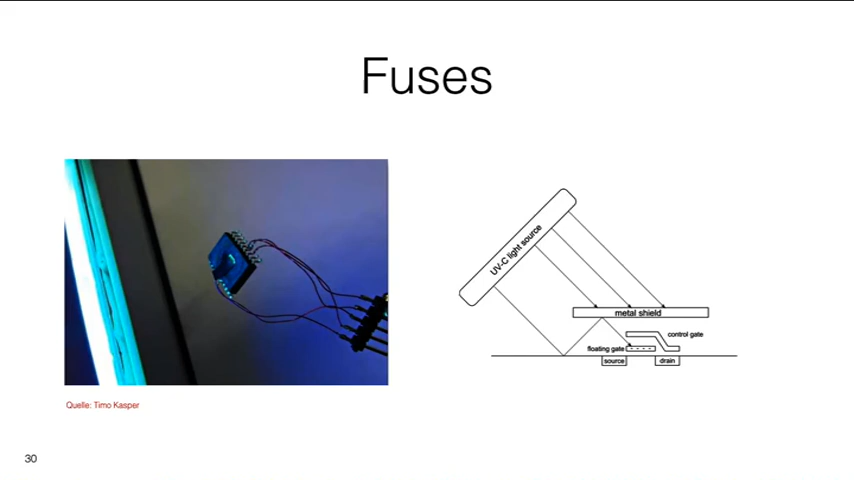 Fuses
UV-C light source
metal shield
control gate
floating gate
source
drain
Quelle: Timo Kasper
30